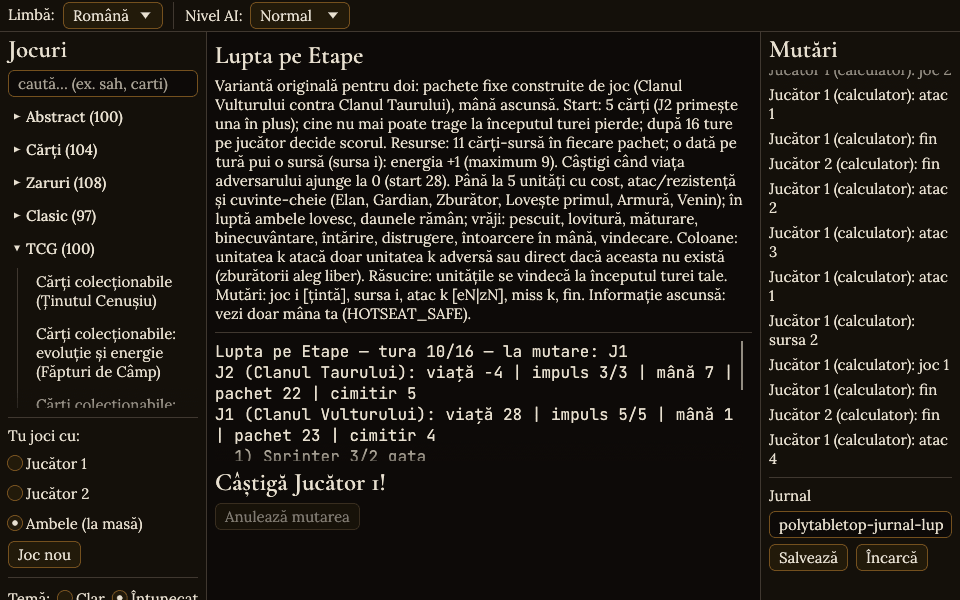 Limbă: Română Nivel AI: Normal
Jocuri
caută... (ex. sah, carti)
Abstract (100)
Cărți (104)
Zaruri (108)
Clasic (97)
TCG (100)
Cărți colecționabile
(Ținutul Cenușiu)
Cărți colecționabile:
evoluție și energie
(Făpturi de Câmp)
Cărți colecționabile:
Tu joci cu:
Jucător 1
Jucător 2
Ambele (la masă)
Joc nou
Temă: Clar Întunecat
Lupta pe Etape
Variantă originală pentru doi: pachete fixe construite de joc (Clanul
Vulturului contra Clanul Taurului), mână ascunsă. Start: 5 cărți (J2 primește
una în plus); cine nu mai poate trage la începutul turei pierde; după 16 ture
pe jucător decide scorul. Resurse: 11 cărți-sursă în fiecare pachet; o dată pe
tură pui o sursă (sursa i): energia +1 (maximum 9). Câștigi când viața
adversarului ajunge la 0 (start 28). Până la 5 unități cu cost, atac/rezistență
și cuvinte-cheie (Elan, Gardian, Zburător, Lovește primul, Armură, Venin); în
luptă ambele lovesc, daunele rămân; vrăji: pescuit, lovitură, măturare,
binecuvântare, întărire, distrugere, întoarcere în mână, vindecare. Coloane:
unitatea k atacă doar unitatea k adversă sau direct dacă aceasta nu există
(zburătorii aleg liber). Răsucire: unitățile se vindecă la începutul turei tale.
Mutări: joc i [țintă], sursa i, atac k [eN|zN], miss k, fin. Informație ascunsă:
vezi doar mâna ta (HOTSEAT_SAFE).
Lupta pe Etape — tura 10/16 — la mutare: J1
J2 (Clanul Taurului): viață -4 | impuls 3/3 | mână 7 |
pachet 22 | cimitir 5
J1 (Clanul Vulturului): viață 28 | impuls 5/5 | mână 1
| pachet 23 | cimitir 4
1) Sprinter 3/2 gata
Câștigă Jucător 1!
Anulează mutarea
Mutări
Jucător 1 (calculator): joc 2
Jucător 1 (calculator): atac
1
Jucător 1 (calculator): fin
Jucător 2 (calculator): fin
Jucător 1 (calculator): atac
2
Jucător 1 (calculator): atac
3
Jucător 1 (calculator): atac
1
Jucător 1 (calculator):
sursa 2
Jucător 1 (calculator): joc 1
Jucător 1 (calculator): fin
Jucător 2 (calculator): fin
Jucător 1 (calculator): atac
4
Jurnal
polytabletop-jurnal-lup
Salvează Încarcă